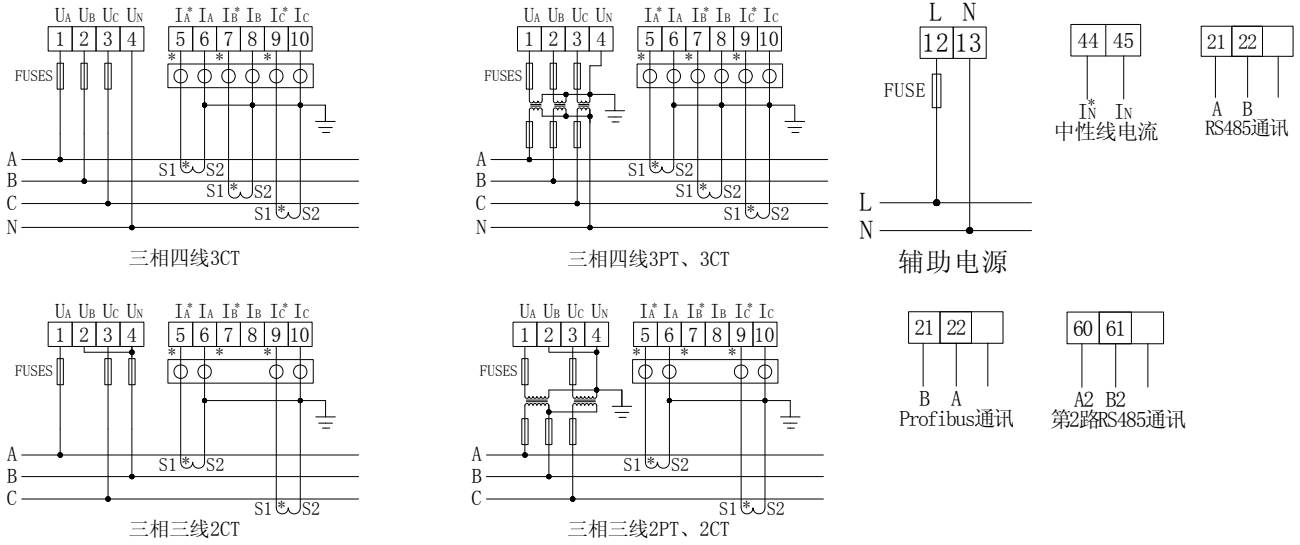 UA UB UC UN IA* IA IB* IB IC* IC
1 2 3 4 5 6 7 8 9 10
* * *
FUSES
A
B
C
N
S1 * S2
S1 * S2
S1 * S2
三相四线3CT
UA UB UC UN IA* IA IB* IB IC* IC
1 2 3 4 5 6 7 8 9 10
* * *
FUSES
A
B
C
N
S1 * S2
S1 * S2
S1 * S2
三相四线3PT、3CT
L N
12 13
FUSE
L
N
辅助电源
44 45
IN* IN
中性线电流
21 22
A B
RS485通讯
UA UB UC UN IA* IA IB* IB IC* IC
1 2 3 4 5 6 7 8 9 10
* * *
FUSES
A
B
C
S1 * S2
S1 * S2
三相三线2CT
UA UB UC UN IA* IA IB* IB IC* IC
1 2 3 4 5 6 7 8 9 10
* * *
FUSES
A
B
C
S1 * S2
S1 * S2
三相三线2PT、2CT
21 22
B A
Profibus通讯
60 61
A2 B2
第2路RS485通讯